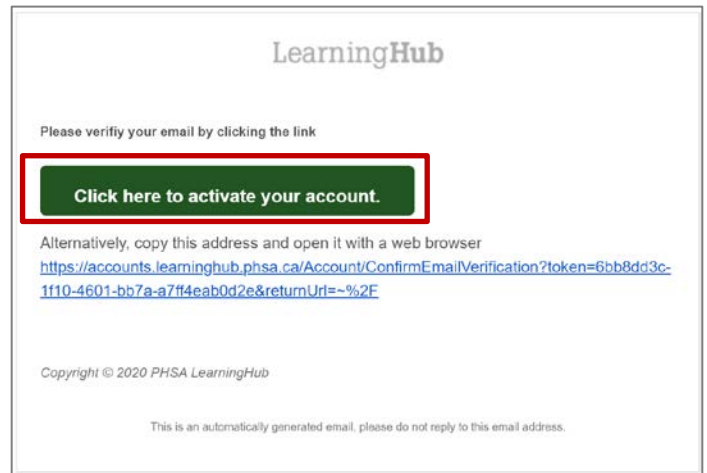 LearningHub
Please verifiy your email by clicking the link
Click here to activate your account.
Alternatively, copy this address and open it with a web browser
https://accounts.learninghub.phsa.ca/Account/ConfirmEmailVerification?token=6bb8dd3c-
1f10-4601-bb7a-a7ff4eab0d2e&returnUrl=~%2F
Copyright © 2020 PHSA LearningHub
This is an automatically generated email, please do not reply to this email address.